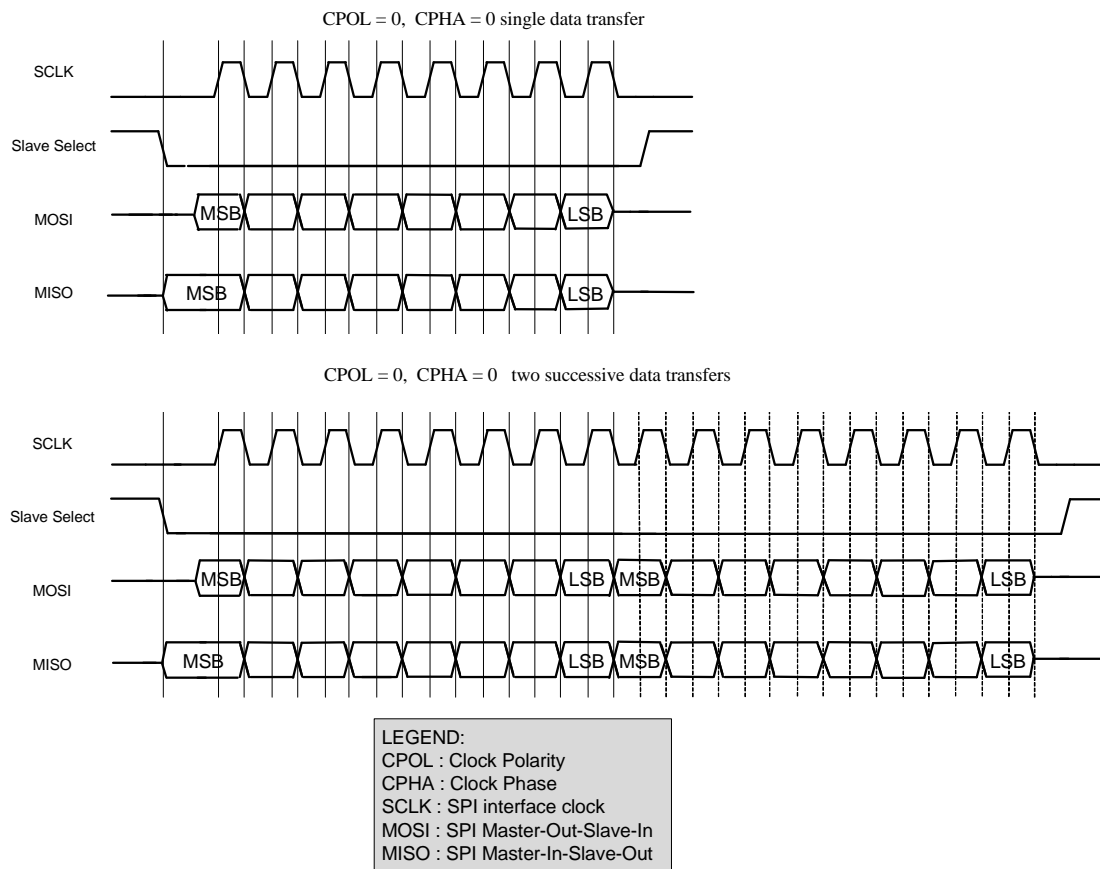 CPOL = 0, CPHA = 0 single data transfer
SCLK
Slave Select
MOSI
MSB
LSB
MISO
MSB
LSB
CPOL = 0, CPHA = 0 two successive data transfers
SCLK
Slave Select
MOSI
MSB
LSB
MSB
LSB
MISO
MSB
LSB
MSB
LSB
LEGEND:
CPOL : Clock Polarity
CPHA : Clock Phase
SCLK : SPI interface clock
MOSI : SPI Master-Out-Slave-In
MISO : SPI Master-In-Slave-Out